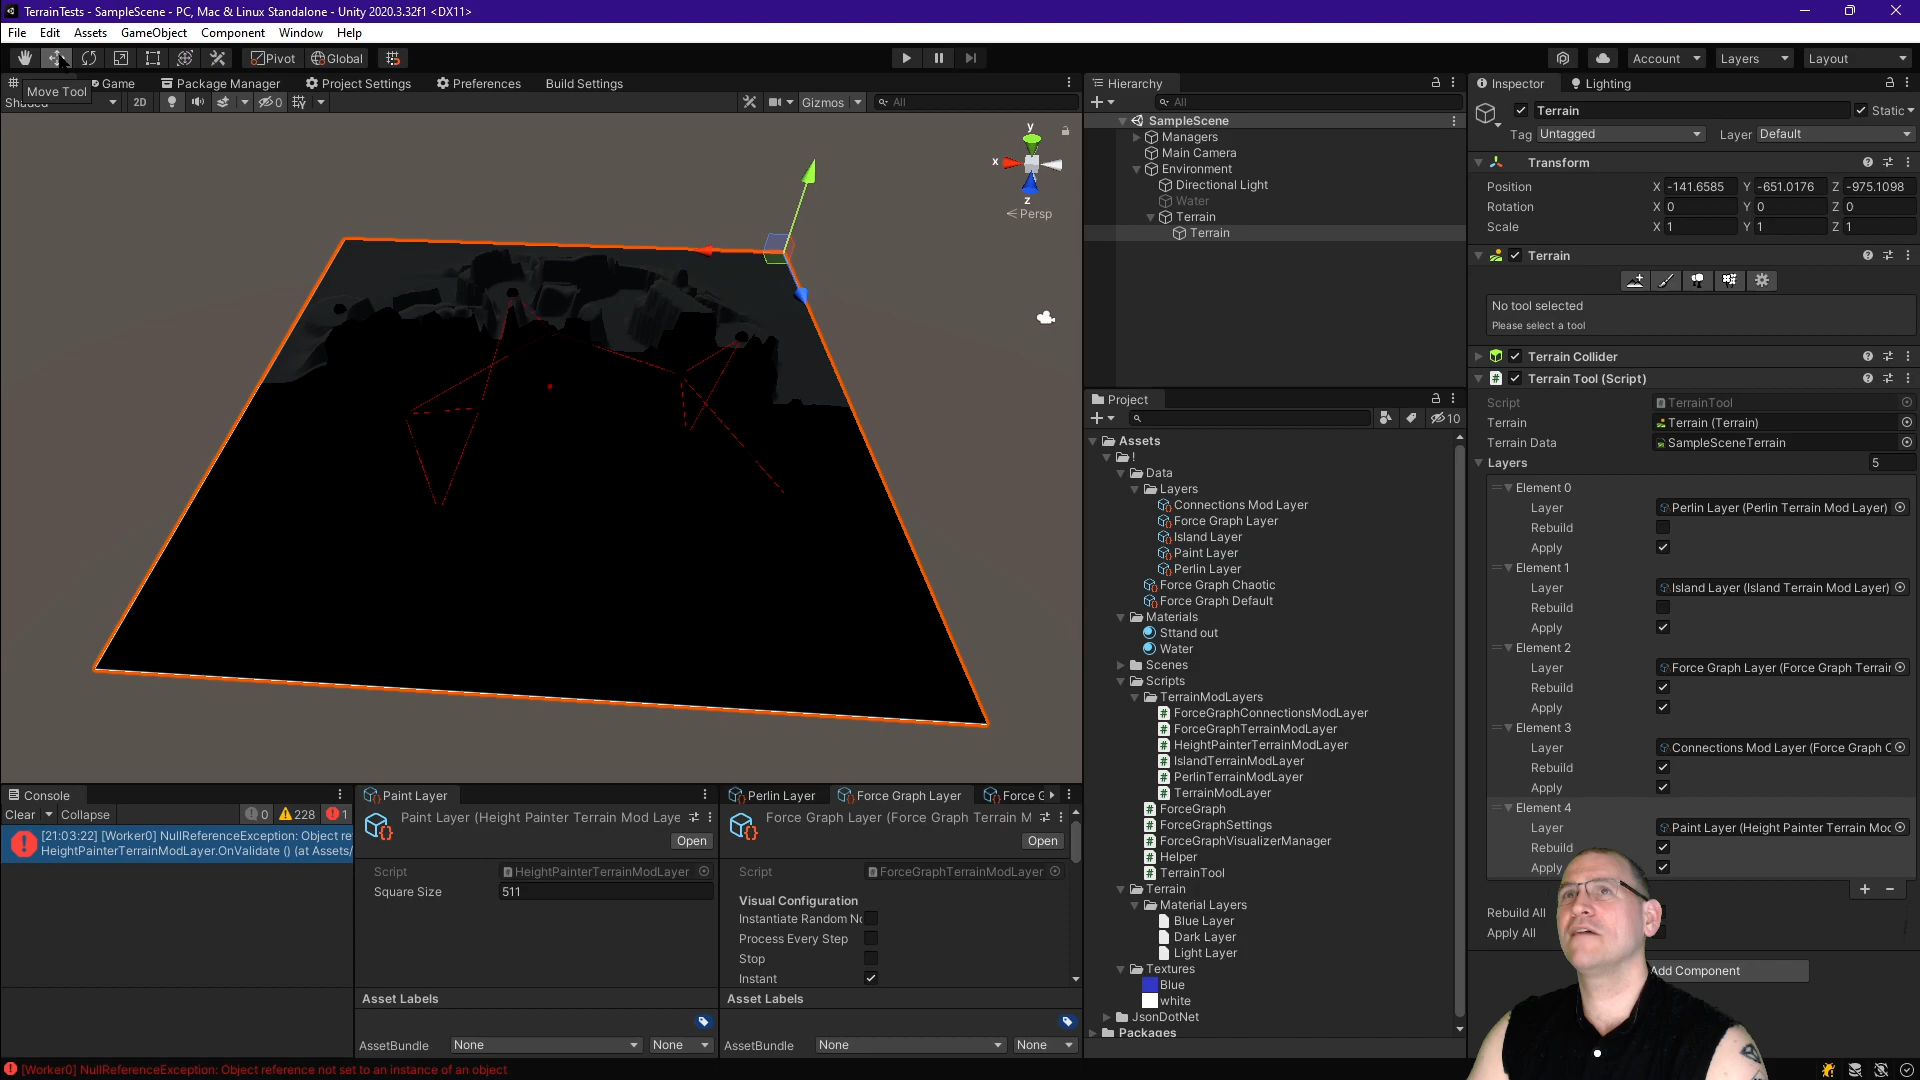 TerrainTests - SampleScene - PC, Mac & Linux Standalone - Unity 2020.3.32f1 <DX11>
File Edit Assets GameObject Component Window Help
Pivot Global Account Layers Layout
Game Package Manager Project Settings Preferences Build Settings
Move Tool
2D 0 Gizmos All
y
x
z
Persp
Hierarchy
All
SampleScene
Managers
Main Camera
Environment
Directional Light
Water
Terrain
Terrain
Project
10
Assets
!
Data
Layers
Connections Mod Layer
Force Graph Layer
Island Layer
Paint Layer
Perlin Layer
Force Graph Chaotic
Force Graph Default
Materials
Sttand out
Water
Scenes
Scripts
TerrainModLayers
ForceGraphConnectionsModLayer
ForceGraphTerrainModLayer
HeightPainterTerrainModLayer
IslandTerrainModLayer
PerlinTerrainModLayer
TerrainModLayer
ForceGraph
ForceGraphSettings
ForceGraphVisualizerManager
Helper
TerrainTool
Terrain
Material Layers
Blue Layer
Dark Layer
Light Layer
Textures
Blue
white
JsonDotNet
Packages
Inspector Lighting
Terrain Static
Tag Untagged Layer Default
Transform
Position X -141.6585 Y -651.0176 Z -975.1098
Rotation X 0 Y 0 Z 0
Scale X 1 Y 1 Z 1
Terrain
No tool selected
Please select a tool
Terrain Collider
Terrain Tool (Script)
Script TerrainTool
Terrain Terrain (Terrain)
Terrain Data SampleSceneTerrain
Layers 5
Element 0
Layer Perlin Layer (Perlin Terrain Mod Layer)
Rebuild
Apply
Element 1
Layer Island Layer (Island Terrain Mod Layer)
Rebuild
Apply
Element 2
Layer Force Graph Layer (Force Graph Terrair
Rebuild
Apply
Element 3
Layer Connections Mod Layer (Force Graph C
Rebuild
Apply
Element 4
Layer Paint Layer (Height Painter Terrain Moc
Rebuild
Apply
Rebuild All
Apply All
Add Component
Console
Clear Collapse 0 228 1
[21:03:22] [Worker0] NullReferenceException: Object re
HeightPainterTerrainModLayer.OnValidate () (at Assets/
Paint Layer
Paint Layer (Height Painter Terrain Mod Laye
Open
Script HeightPainterTerrainModLayer
Square Size 511
Asset Labels
AssetBundle None None
Perlin Layer Force Graph Layer Force G
Force Graph Layer (Force Graph Terrain M
Open
Script ForceGraphTerrainModLayer
Visual Configuration
Instantiate Random No
Process Every Step
Stop
Instant
Asset Labels
AssetBundle None None
[Worker0] NullReferenceException: Object reference not set to an instance of an object